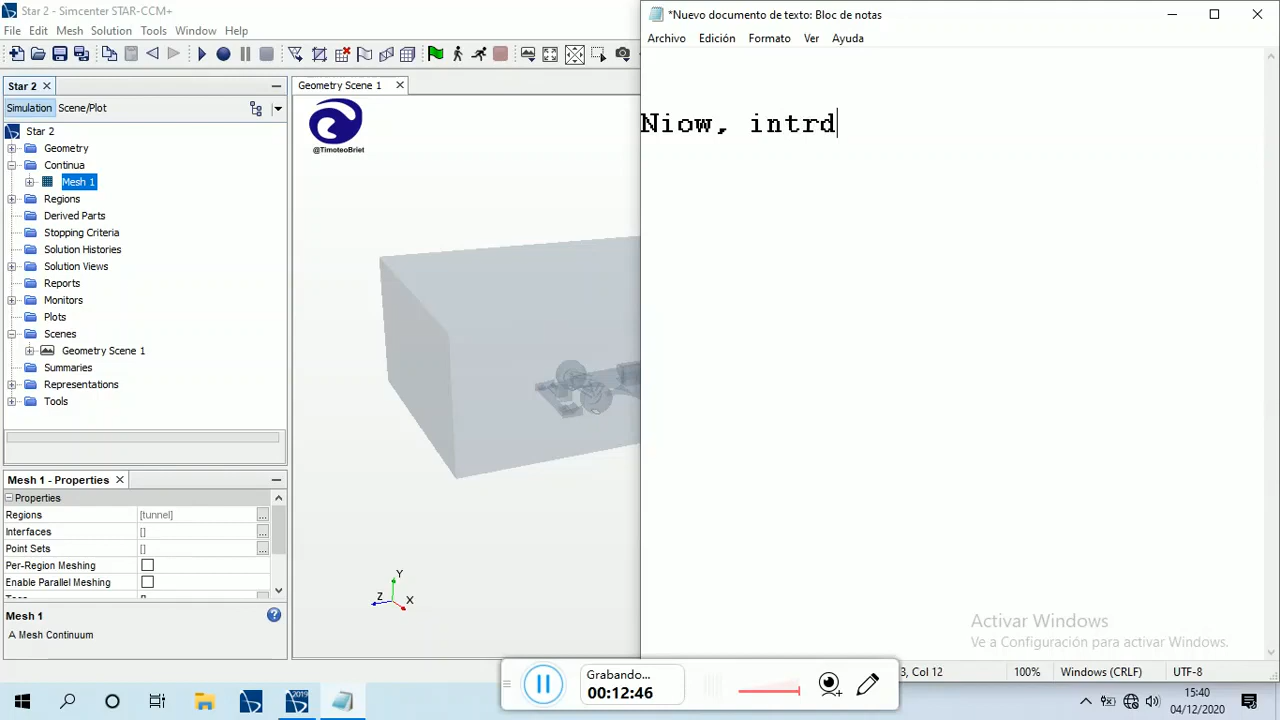 Star 2 - Simcenter STAR-CCM+
File Edit Mesh Solution Tools Window Help
Star 2
Simulation Scene/Plot
Star 2
Geometry
Continua
Mesh 1
Regions
Derived Parts
Stopping Criteria
Solution Histories
Solution Views
Reports
Monitors
Plots
Scenes
Geometry Scene 1
Summaries
Representations
Tools
Mesh 1 - Properties
Properties
Regions [tunnel]
Interfaces []
Point Sets []
Per-Region Meshing
Enable Parallel Meshing
Mesh 1
A Mesh Continuum
Geometry Scene 1
@TimoteoBriet
Y
Z
X
*Nuevo documento de texto: Bloc de notas
Archivo Edición Formato Ver Ayuda
Niow, intrd
Activar Windows
Ve a Configuración para activar Windows.
3, Col 12 100% Windows (CRLF) UTF-8
Grabando...
00:12:46
2019
15:40
04/12/2020